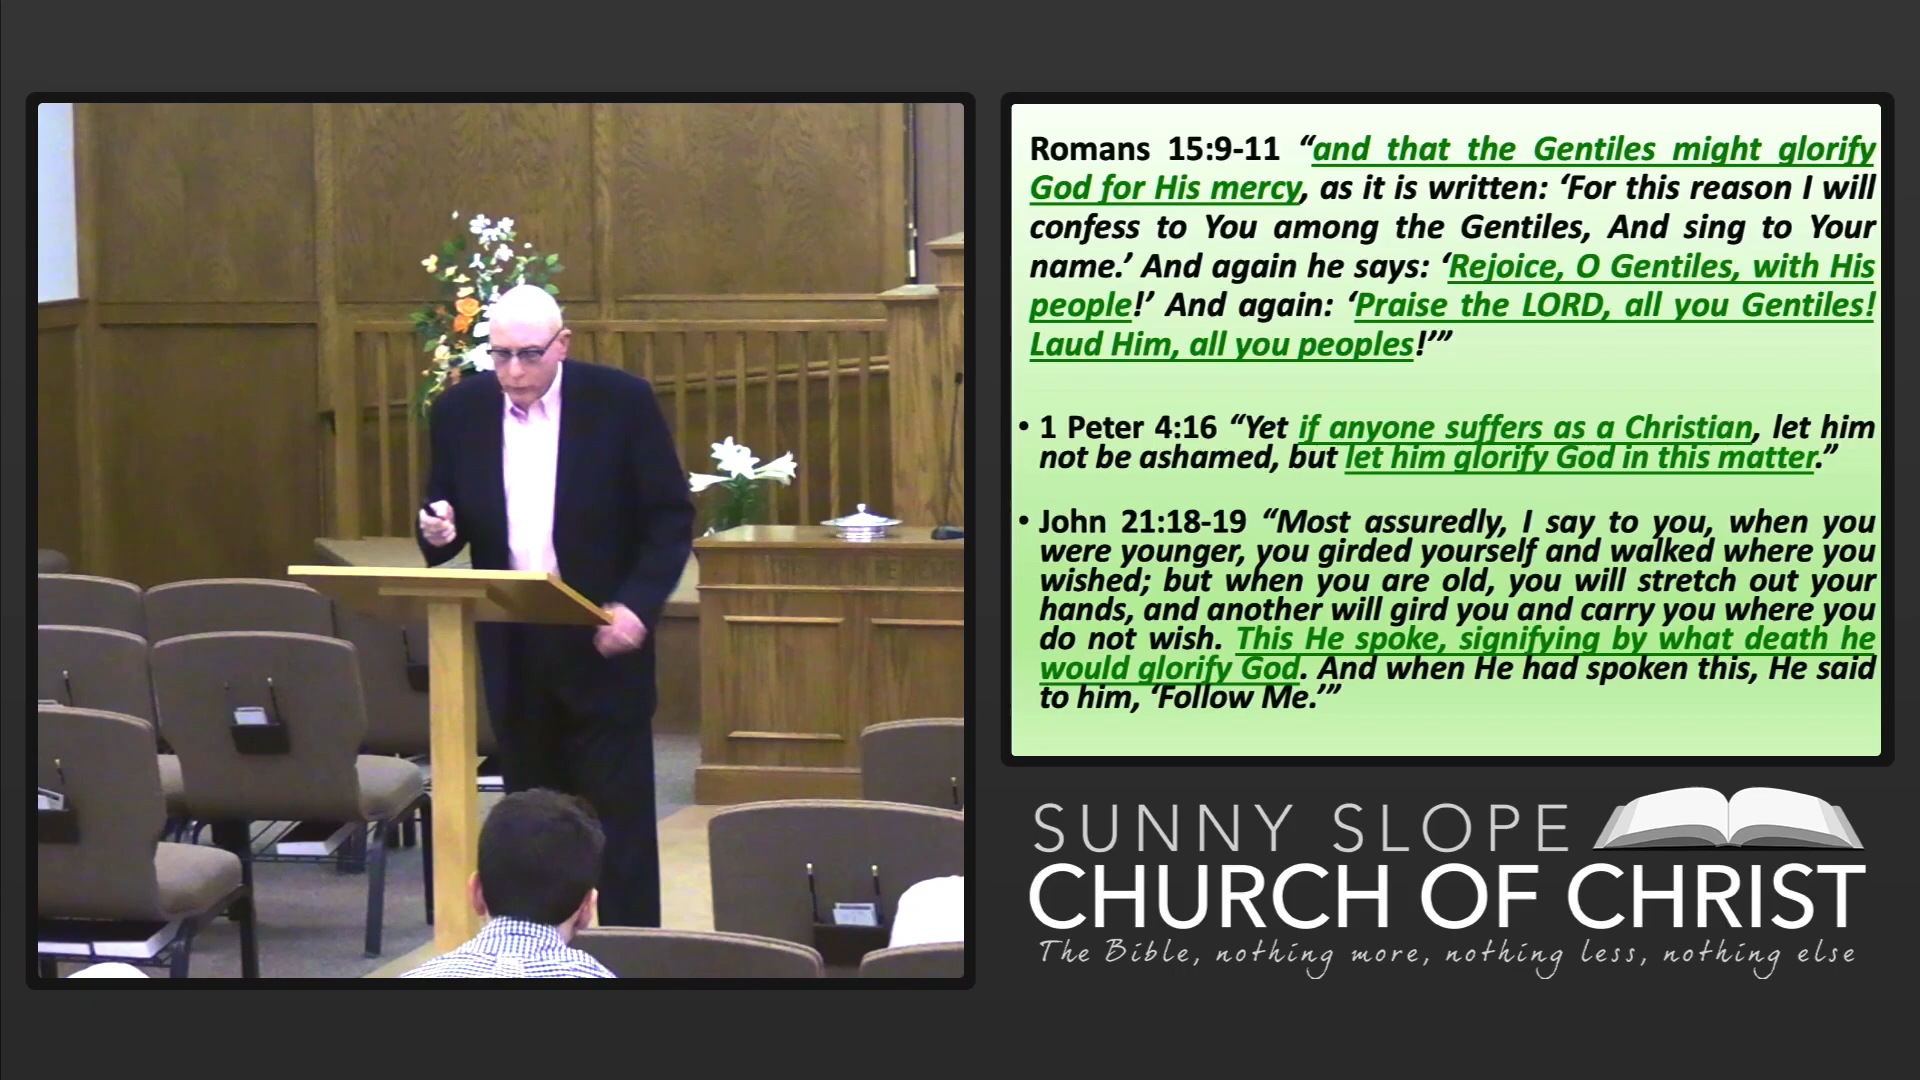 Romans 15:9-11 “and that the Gentiles might glorify
God for His mercy, as it is written: ‘For this reason I will
confess to You among the Gentiles, And sing to Your
name.’ And again he says: ‘Rejoice, O Gentiles, with His
people!’ And again: ‘Praise the LORD, all you Gentiles!
Laud Him, all you peoples!’”
• 1 Peter 4:16 “Yet if anyone suffers as a Christian, let him
not be ashamed, but let him glorify God in this matter.”
• John 21:18-19 “Most assuredly, I say to you, when you
were younger, you girded yourself and walked where you
wished; but when you are old, you will stretch out your
hands, and another will gird you and carry you where you
do not wish. This He spoke, signifying by what death he
would glorify God. And when He had spoken this, He said
to him, ‘Follow Me.’”
SUNNY SLOPE
CHURCH OF CHRIST
The Bible, nothing more, nothing less, nothing else